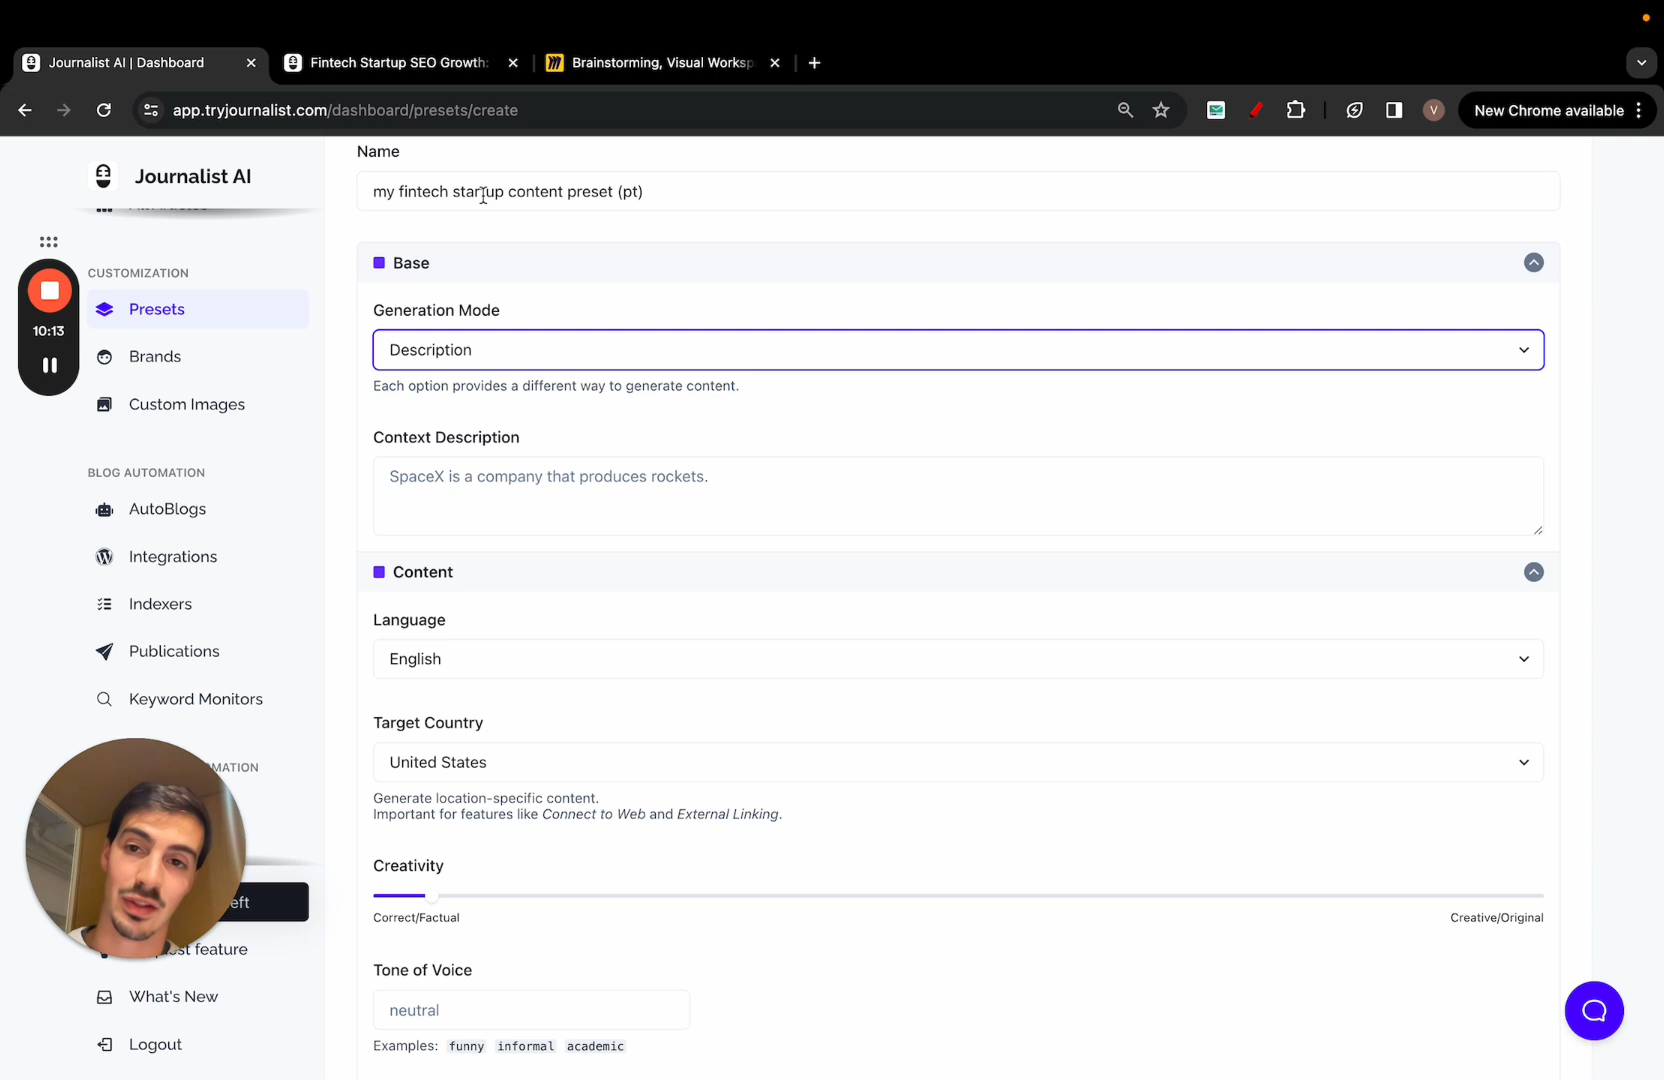 Journalist AI | Dashboard
Fintech Startup SEO Growth:
Brainstorming, Visual Worksp
app.tryjournalist.com/dashboard/presets/create
V
New Chrome available
Journalist AI
10:13
CUSTOMIZATION
Presets
Brands
Custom Images
BLOG AUTOMATION
AutoBlogs
Integrations
Indexers
Publications
Keyword Monitors
MATION
eft
st feature
What's New
Logout
Name
my fintech startup content preset (pt)
Base
Generation Mode
Description
Each option provides a different way to generate content.
Context Description
SpaceX is a company that produces rockets.
Content
Language
English
Target Country
United States
Generate location-specific content.
Important for features like Connect to Web and External Linking.
Creativity
Correct/Factual
Creative/Original
Tone of Voice
neutral
Examples: funny informal academic